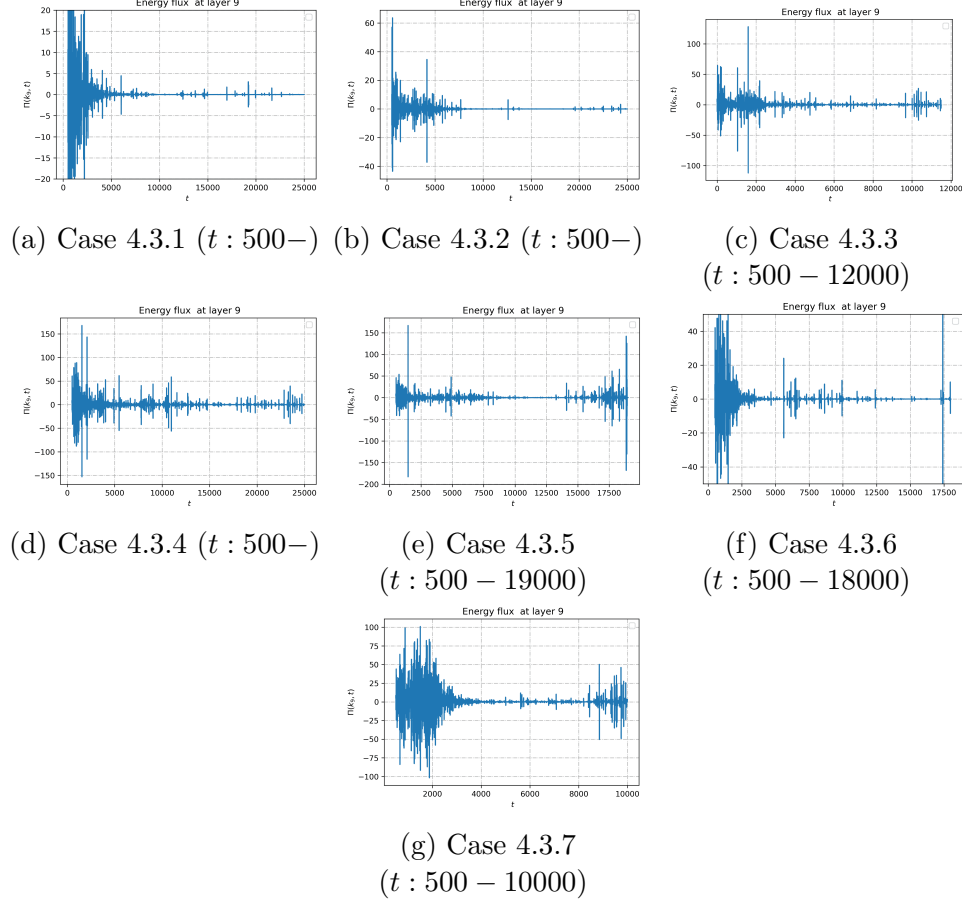 Energy flux at layer 9
20
15
10
5
0
−5
−10
−15
−20
0 5000 10000 15000 20000 25000
t
Π(k₉, t)
(a) Case 4.3.1 (t : 500−)
60
40
20
0
−20
−40
0 5000 10000 15000 20000 25000
t
Π(k₉, t)
(b) Case 4.3.2 (t : 500−)
Energy flux at layer 9
100
50
0
−50
−100
0 2000 4000 6000 8000 10000 12000
t
Π(k₉, t)
(c) Case 4.3.3
(t : 500 − 12000)
Energy flux at layer 9
150
100
50
0
−50
−100
−150
0 5000 10000 15000 20000 25000
t
Π(k₉, t)
(d) Case 4.3.4 (t : 500−)
Energy flux at layer 9
150
100
50
0
−50
−100
−150
−200
0 2500 5000 7500 10000 12500 15000 17500
t
Π(k₉, t)
(e) Case 4.3.5
(t : 500 − 19000)
Energy flux at layer 9
40
20
0
−20
−40
0 2500 5000 7500 10000 12500 15000 17500
t
Π(k₉, t)
(f) Case 4.3.6
(t : 500 − 18000)
Energy flux at layer 9
100
75
50
25
0
−25
−50
−75
−100
2000 4000 6000 8000 10000
t
Π(k₉, t)
(g) Case 4.3.7
(t : 500 − 10000)